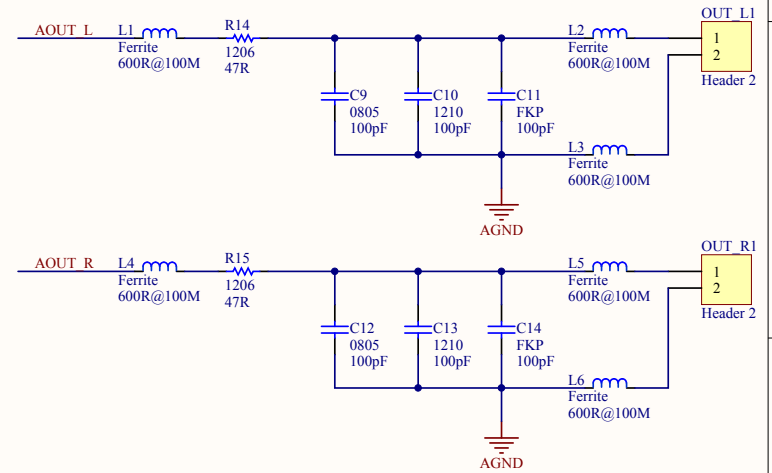 OUT_L1
AOUT_L
L1
Ferrite
600R@100M
R14
1206
47R
C9
0805
100pF
C10
1210
100pF
C11
FKP
100pF
L2
Ferrite
600R@100M
1
2
Header 2
L3
Ferrite
600R@100M
AGND
OUT_R1
AOUT_R
L4
Ferrite
600R@100M
R15
1206
47R
C12
0805
100pF
C13
1210
100pF
C14
FKP
100pF
L5
Ferrite
600R@100M
1
2
Header 2
L6
Ferrite
600R@100M
AGND